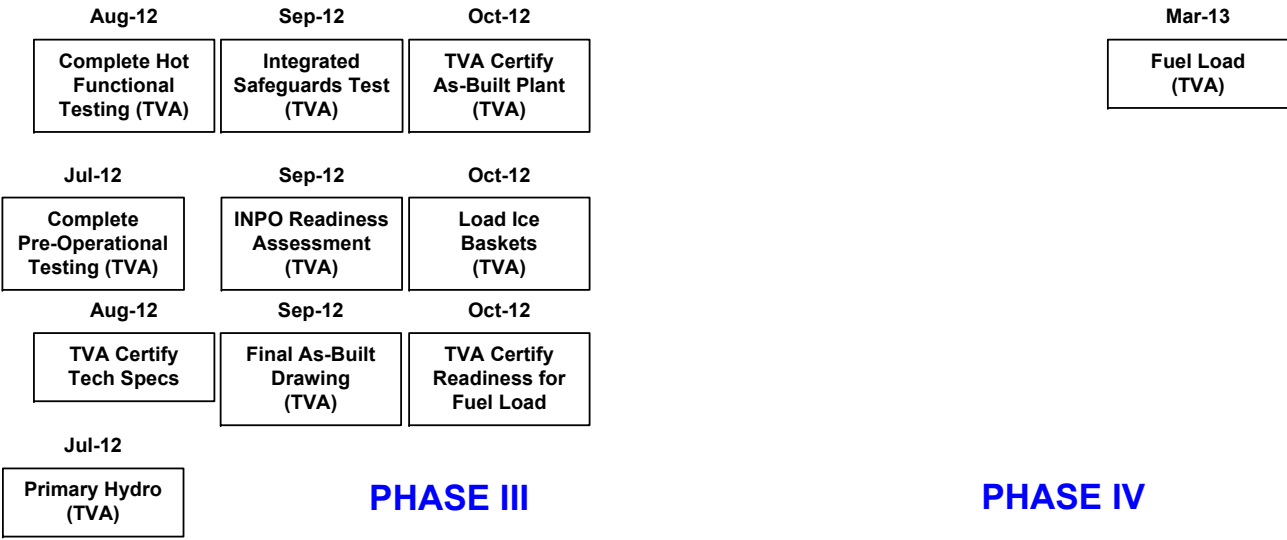 Aug-12 Sep-12 Oct-12 Mar-13
Complete Hot
Functional
Testing (TVA)
Integrated
Safeguards Test
(TVA)
TVA Certify
As-Built Plant
(TVA)
Fuel Load
(TVA)
Jul-12 Sep-12 Oct-12
Complete
Pre-Operational
Testing (TVA)
INPO Readiness
Assessment
(TVA)
Load Ice
Baskets
(TVA)
Aug-12 Sep-12 Oct-12
TVA Certify
Tech Specs
Final As-Built
Drawing
(TVA)
TVA Certify
Readiness for
Fuel Load
Jul-12
Primary Hydro
(TVA)
PHASE III
PHASE IV